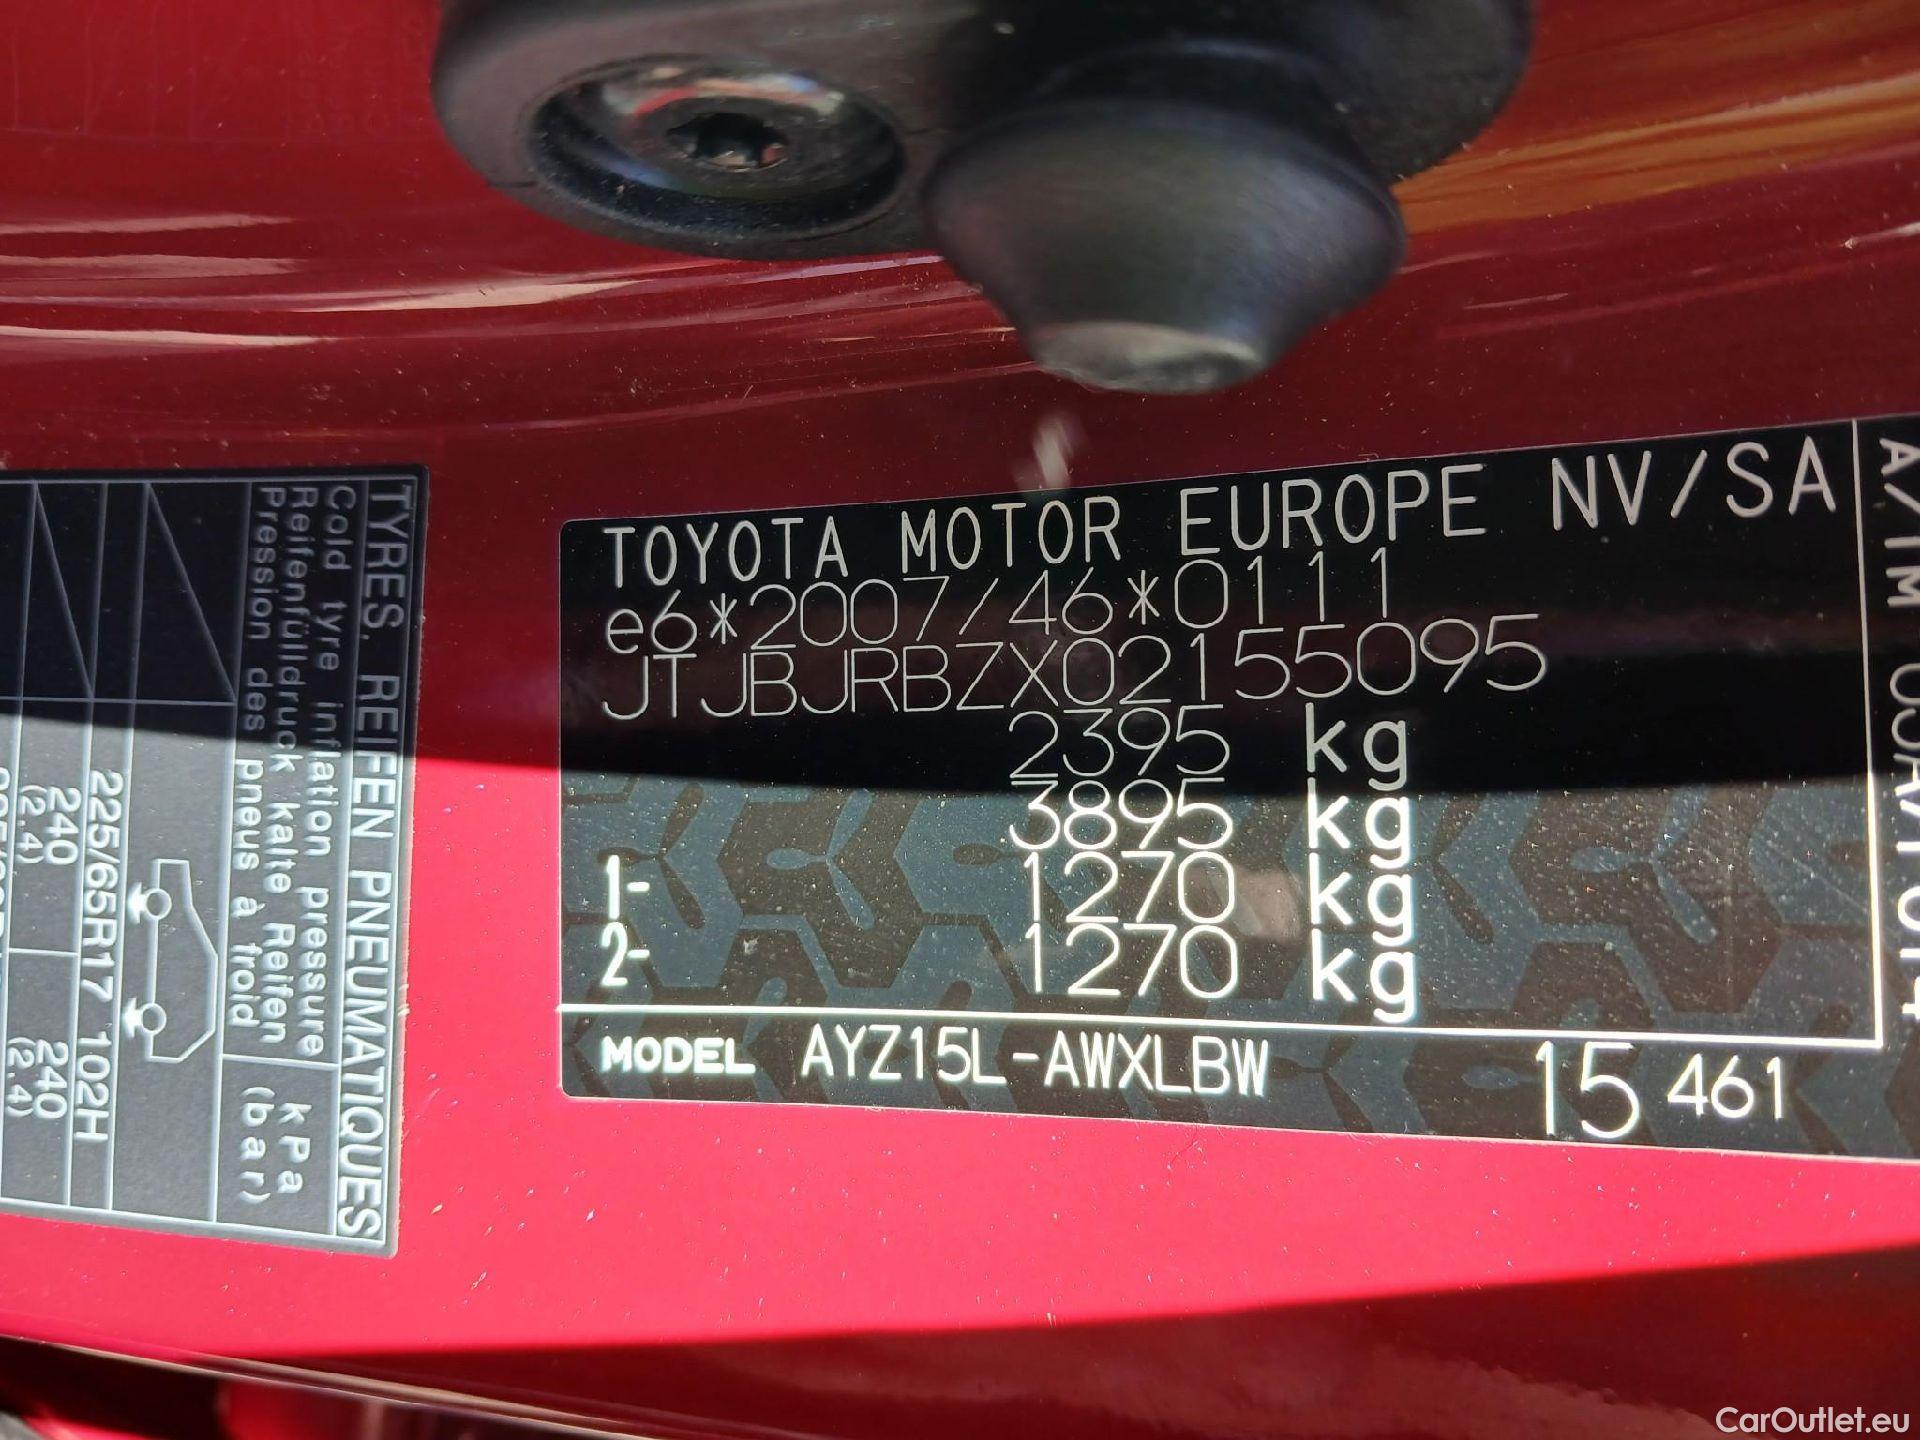 TYRES. REIFEN PNEUMATIQUES
Cold tyre inflation pressure
Reifenfülldruck kalte Reifen
Pression des pneus à froid
kPa
(bar)
225/65R17 102H
240
(2.4)
240
(2.4)
TOYOTA MOTOR EUROPE NV/SA
e6*2007/46*0111
JTJBJRBZX02155095
2395 kg
3895 kg
1- 1270 kg
2- 1270 kg
MODEL AYZ15L-AWXLBW
15 461
A/TM
CarOutlet.eu